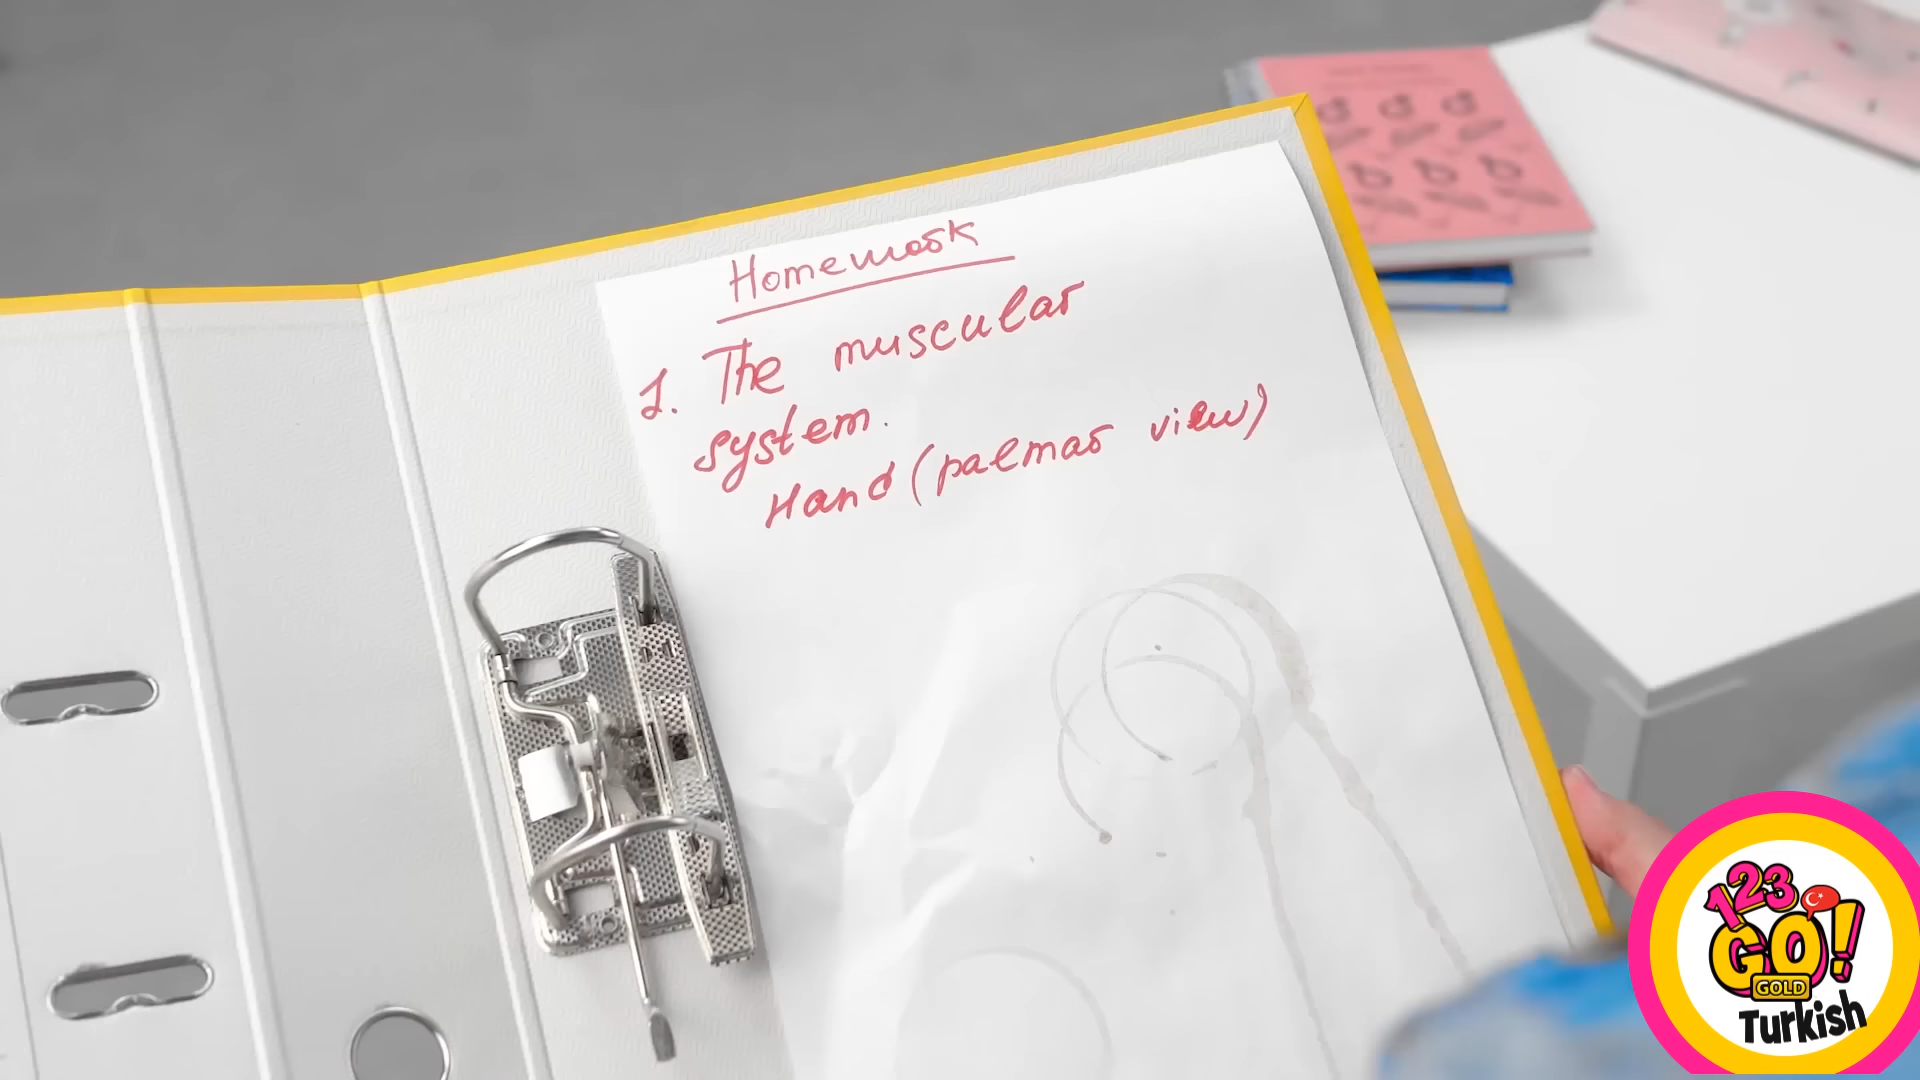 Homework
1. The muscular
system.
Hand (palmar view)
123
GO!
GOLD
Turkish